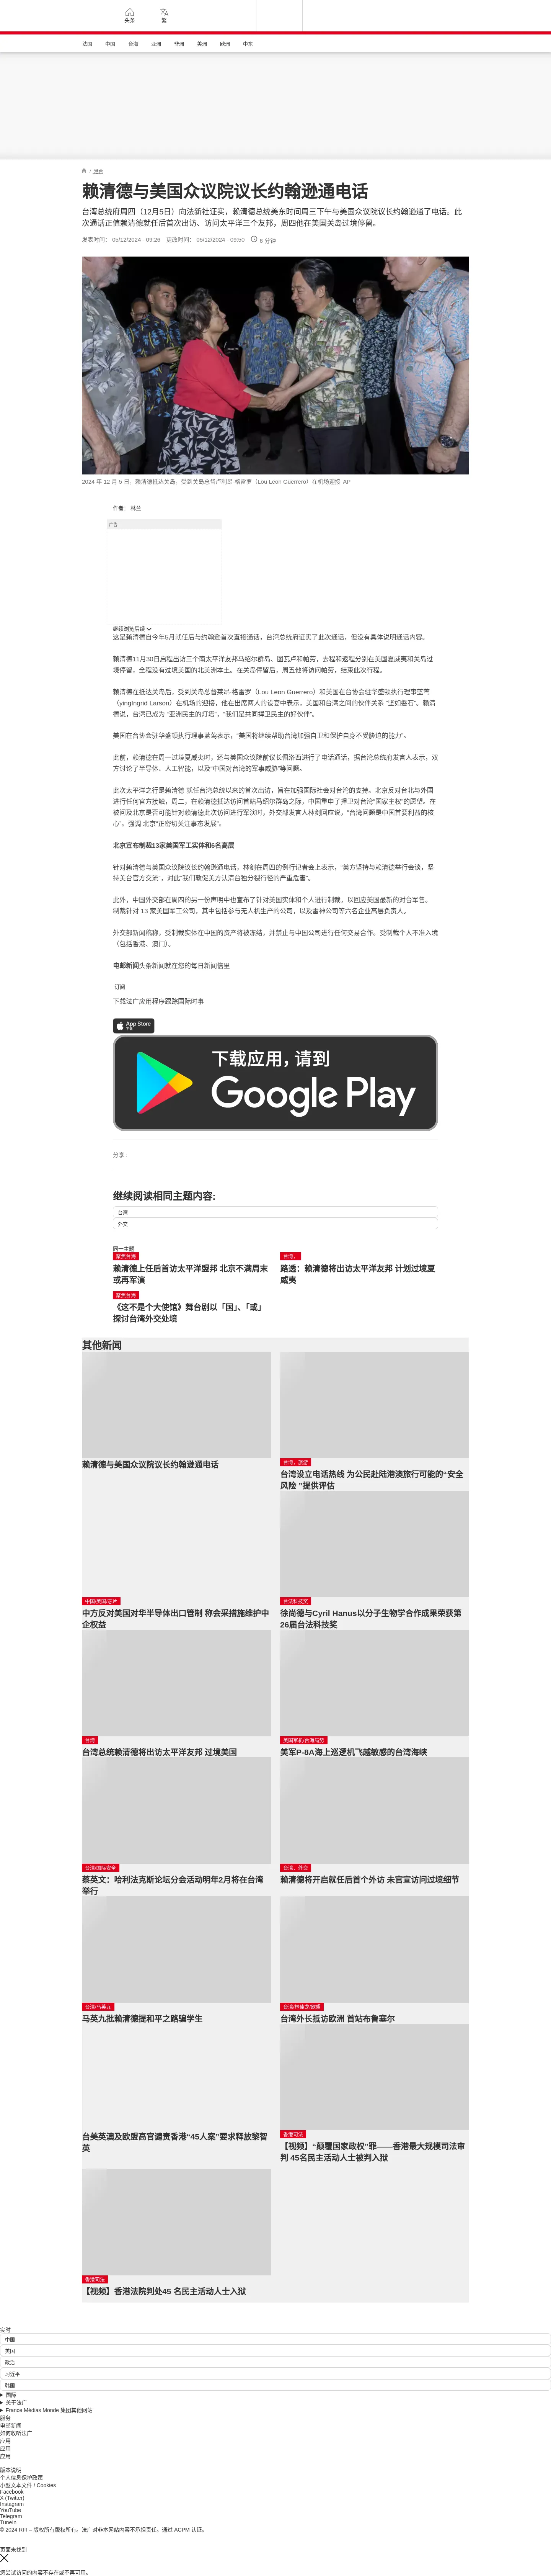 头条
繁
法国
中国
台海
亚洲
非洲
美洲
欧洲
中东
/ 港台
赖清德与美国众议院议长约翰逊通电话
台湾总统府周四（12月5日）向法新社证实，赖清德总统美东时间周三下午与美国众议院议长约翰逊通了电话。此
次通话正值赖清德就任后首次出访、访问太平洋三个友邦，周四他在美国关岛过境停留。
发表时间： 05/12/2024 - 09:26 更改时间： 05/12/2024 - 09:50 6 分钟
2024 年 12 月 5 日，赖清德抵达关岛，受到关岛总督卢利昂·格雷罗（Lou Leon Guerrero）在机场迎接 AP
作者： 林兰
广告
继续浏览后续
这是赖清德自今年5月就任后与约翰逊首次直接通话，台湾总统府证实了此次通话，但没有具体说明通话内容。
赖清德11月30日启程出访三个南太平洋友邦马绍尔群岛、图瓦卢和帕劳，去程和返程分别在美国夏威夷和关岛过
境停留，全程没有过境美国的北美洲本土。在关岛停留后，周五他将访问帕劳，结束此次行程。
赖清德在抵达关岛后，受到关岛总督莱昂·格雷罗（Lou Leon Guerrero）和美国在台协会驻华盛顿执行理事蓝莺
（yingIngrid Larson）在机场的迎接，他在出席两人的设宴中表示，美国和台湾之间的伙伴关系 “坚如磐石”。赖清
德说，台湾已成为 “亚洲民主的灯塔”，“我们是共同捍卫民主的好伙伴”。
美国在台协会驻华盛顿执行理事蓝莺表示，“美国将继续帮助台湾加强自卫和保护自身不受胁迫的能力”。
此前，赖清德在周一过境夏威夷时，还与美国众议院前议长佩洛西进行了电话通话，据台湾总统府发言人表示，双
方讨论了半导体、人工智能，以及“中国对台湾的军事威胁”等问题。
此次太平洋之行是赖清德 就任台湾总统以来的首次出访，旨在加强国际社会对台湾的支持。北京反对台北与外国
进行任何官方接触，周二，在赖清德抵达访问首站马绍尔群岛之际，中国重申了捍卫对台湾“国家主权”的愿望。在
被问及北京是否可能针对赖清德此次访问进行军演时，外交部发言人林剑回应说，“台湾问题是中国首要利益的核
心”。强调 北京“正密切关注事态发展”。
北京宣布制裁13家美国军工实体和6名高层
针对赖清德与美国众议院议长约翰逊通电话，林剑在周四的例行记者会上表示，“美方坚持与赖清德举行会谈，坚
持美台官方交流”，对此“我们敦促美方认清台独分裂行径的严重危害”。
此外，中国外交部在周四的另一份声明中也宣布了针对美国实体和个人进行制裁，以回应美国最新的对台军售。
制裁针对 13 家美国军工公司，其中包括参与无人机生产的公司，以及雷神公司等六名企业高层负责人。
外交部新闻稿称，受制裁实体在中国的资产将被冻结，并禁止与中国公司进行任何交易合作。受制裁个人不准入境
（包括香港、澳门）。
电邮新闻头条新闻就在您的每日新闻信里
订阅
下载法广应用程序跟踪国际时事
App Store
下载
下载应用，请到
Google Play
分享 :
继续阅读相同主题内容:
台湾
外交
同一主题
聚焦台海
赖清德上任后首访太平洋盟邦 北京不满周末
或再军演
台湾，
路透：赖清德将出访太平洋友邦 计划过境夏
威夷
聚焦台海
《这不是个大使馆》舞台剧以「国」、「或」
探讨台湾外交处境
其他新闻
赖清德与美国众议院议长约翰逊通电话
台湾，旅游
台湾设立电话热线 为公民赴陆港澳旅行可能的“安全
风险 ”提供评估
中国/美国/芯片
中方反对美国对华半导体出口管制 称会采措施维护中
企权益
台法科技奖
徐尚德与Cyril Hanus以分子生物学合作成果荣获第
26届台法科技奖
台湾
台湾总统赖清德将出访太平洋友邦 过境美国
美国军机/台海局势
美军P-8A海上巡逻机飞越敏感的台湾海峡
台湾/国际安全
蔡英文：哈利法克斯论坛分会活动明年2月将在台湾
举行
台湾、外交
赖清德将开启就任后首个外访 未官宣访问过境细节
台湾/马英九
马英九批赖清德提和平之路骗学生
台湾/林佳龙/欧盟
台湾外长抵访欧洲 首站布鲁塞尔
台美英澳及欧盟高官谴责香港“45人案”要求释放黎智
英
香港司法
【视频】“颠覆国家政权”罪——香港最大规模司法审
判 45名民主活动人士被判入狱
香港司法
【视频】香港法院判处45 名民主活动人士入狱
实时
中国
美国
政治
习近平
韩国
国际
关于法广
France Médias Monde 集团其他网站
服务
电邮新闻
如何收听法广
应用
应用
应用
版本说明
个人信息保护政策
小型文本文件 / Cookies
Facebook
X (Twitter)
Instagram
YouTube
Telegram
TuneIn
© 2024 RFI – 版权所有版权所有。法广对非本网站内容不承担责任。通过 ACPM 认证。
页面未找到
您尝试访问的内容不存在或不再可用。